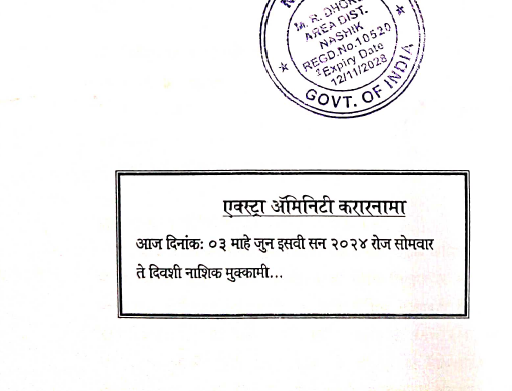 M. R. DHOK
AREA DIST.
NASHIK
REGD.No.10520
Expiry Date
12/11/2028
GOVT. OF INDIA
एक्स्ट्रा ॲमिनिटी करारनामा
आज दिनांक: ०३ माहे जुन इसवी सन २०२४ रोज सोमवार
ते दिवशी नाशिक मुक्कामी...